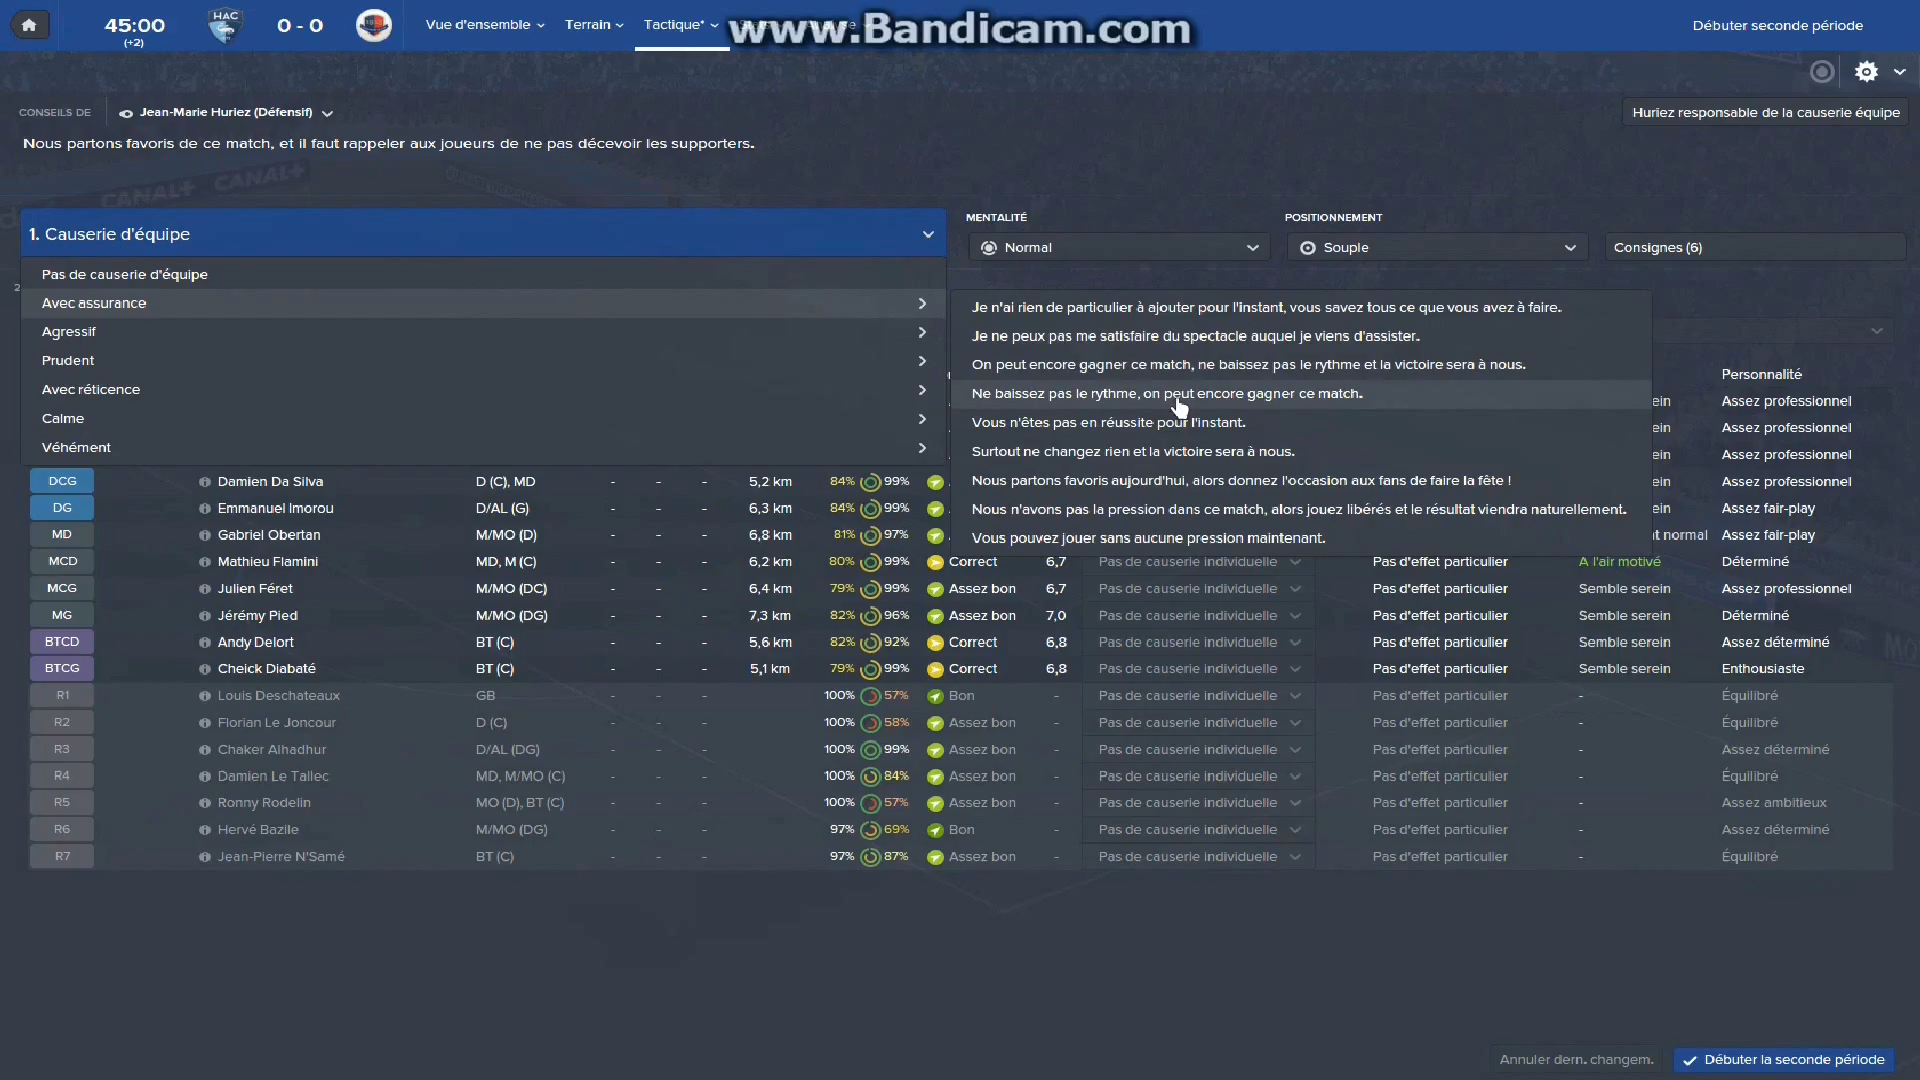 45:00
(+2)
HAC
0 - 0
Vue d'ensemble
Terrain
Tactique*
www.Bandicam.com
Débuter seconde période
CONSEILS DE
Jean-Marie Huriez (Défensif)
Huriez responsable de la causerie équipe
Nous partons favoris de ce match, et il faut rappeler aux joueurs de ne pas décevoir les supporters.
CANAL+ CANAL+
1. Causerie d'équipe
MENTALITÉ
POSITIONNEMENT
Normal
Souple
Consignes (6)
Pas de causerie d'équipe
Avec assurance
Agressif
Prudent
Avec réticence
Calme
Véhément
Je n'ai rien de particulier à ajouter pour l'instant, vous savez tous ce que vous avez à faire.
Je ne peux pas me satisfaire du spectacle auquel je viens d'assister.
On peut encore gagner ce match, ne baissez pas le rythme et la victoire sera à nous.
Ne baissez pas le rythme, on peut encore gagner ce match.
Vous n'êtes pas en réussite pour l'instant.
Surtout ne changez rien et la victoire sera à nous.
Nous partons favoris aujourd'hui, alors donnez l'occasion aux fans de faire la fête !
Nous n'avons pas la pression dans ce match, alors jouez libérés et le résultat viendra naturellement.
Vous pouvez jouer sans aucune pression maintenant.
Personnalité
ein Assez professionnel
ein Assez professionnel
ein Assez professionnel
DCG Damien Da Silva D (C), MD - - - 5,2 km 84% 99% ein Assez professionnel
DG Emmanuel Imorou D/AL (G) - - - 6,3 km 84% 99% ein Assez fair-play
MD Gabriel Obertan M/MO (D) - - - 6,8 km 81% 97% t normal Assez fair-play
MCD Mathieu Flamini MD, M (C) - - - 6,2 km 80% 99% Correct 6,7 Pas de causerie individuelle Pas d'effet particulier A l'air motivé Déterminé
MCG Julien Féret M/MO (DC) - - - 6,4 km 79% 99% Assez bon 6,7 Pas de causerie individuelle Pas d'effet particulier Semble serein Assez professionnel
MG Jérémy Pied M/MO (DG) - - - 7,3 km 82% 96% Assez bon 7,0 Pas de causerie individuelle Pas d'effet particulier Semble serein Déterminé
BTCD Andy Delort BT (C) - - - 5,6 km 82% 92% Correct 6,8 Pas de causerie individuelle Pas d'effet particulier Semble serein Assez déterminé
BTCG Cheick Diabaté BT (C) - - - 5,1 km 79% 99% Correct 6,8 Pas de causerie individuelle Pas d'effet particulier Semble serein Enthousiaste
R1 Louis Deschateaux GB - - - 100% 57% Bon - Pas de causerie individuelle Pas d'effet particulier - Équilibré
R2 Florian Le Joncour D (C) - - - 100% 58% Assez bon - Pas de causerie individuelle Pas d'effet particulier - Équilibré
R3 Chaker Alhadhur D/AL (DG) - - - 100% 99% Assez bon - Pas de causerie individuelle Pas d'effet particulier - Assez déterminé
R4 Damien Le Tallec MD, M/MO (C) - - - 100% 84% Assez bon - Pas de causerie individuelle Pas d'effet particulier - Équilibré
R5 Ronny Rodelin MO (D), BT (C) - - - 100% 57% Assez bon - Pas de causerie individuelle Pas d'effet particulier - Assez ambitieux
R6 Hervé Bazile M/MO (DG) - - - 97% 69% Bon - Pas de causerie individuelle Pas d'effet particulier - Assez déterminé
R7 Jean-Pierre N'Samé BT (C) - - - 97% 87% Assez bon - Pas de causerie individuelle Pas d'effet particulier - Équilibré
Annuler dern. changem.
Débuter la seconde période